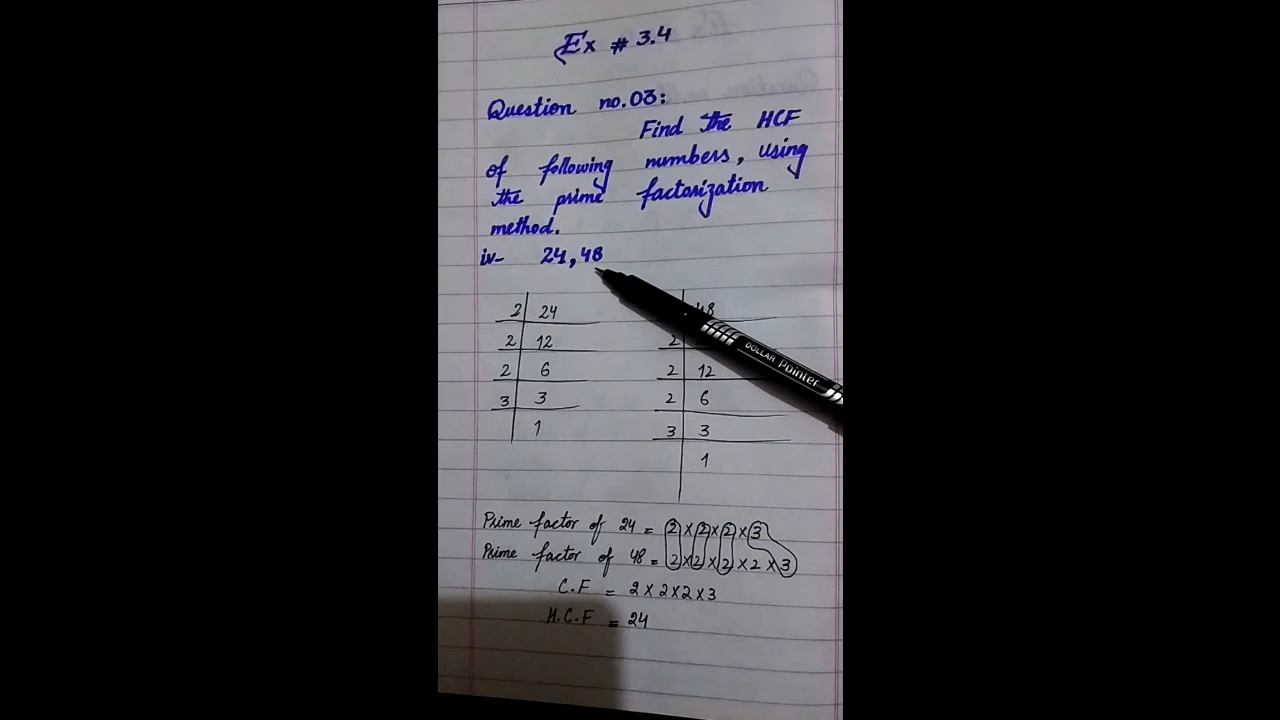 Ex # 3.4
Question no.03:
Find the HCF
of following numbers, using
the prime factorization
method.
iv- 24, 48
2 24
2 12
2 6
3 3
1
48
2
2 12
2 6
3 3
1
DOLLAR Pointer
Prime factor of 24 = 2 × 2 × 2 × 3
Prime factor of 48 = 2 × 2 × 2 × 2 × 3
C.F = 2 × 2 × 2 × 3
H.C.F = 24